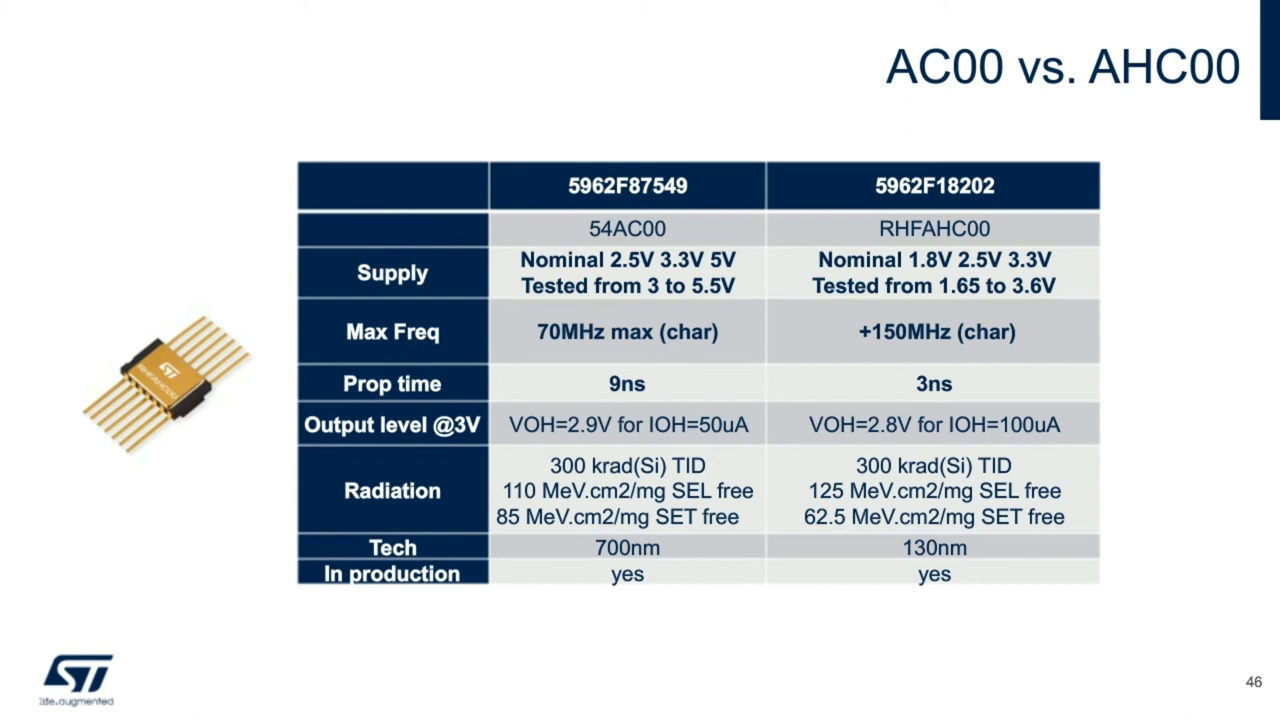 AC00 vs. AHC00
5962F87549 5962F18202
54AC00 RHFAHC00
Supply
Nominal 2.5V 3.3V 5V
Tested from 3 to 5.5V
Nominal 1.8V 2.5V 3.3V
Tested from 1.65 to 3.6V
Max Freq 70MHz max (char) +150MHz (char)
Prop time 9ns 3ns
Output level @3V VOH=2.9V for IOH=50uA VOH=2.8V for IOH=100uA
Radiation
300 krad(Si) TID
110 MeV.cm2/mg SEL free
85 MeV.cm2/mg SET free
300 krad(Si) TID
125 MeV.cm2/mg SEL free
62.5 MeV.cm2/mg SET free
Tech 700nm 130nm
In production yes yes
ST
ST
life.augmented
46